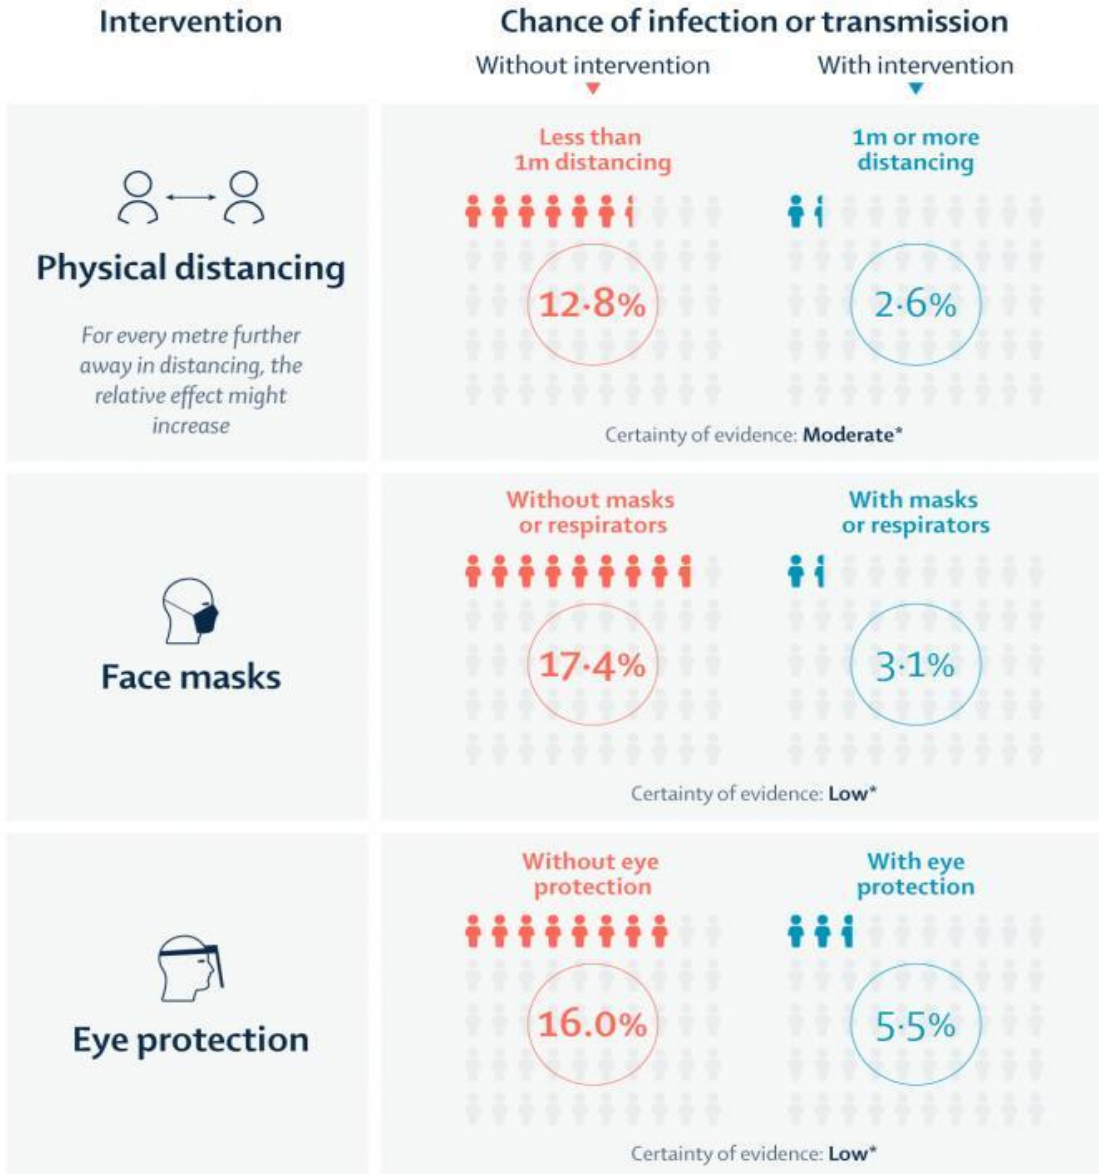 Intervention
Chance of infection or transmission
Without intervention
With intervention
Physical distancing
For every metre further
away in distancing, the
relative effect might
increase
Less than
1m distancing
1m or more
distancing
12·8%
2·6%
Certainty of evidence: Moderate*
Face masks
Without masks
or respirators
With masks
or respirators
17·4%
3·1%
Certainty of evidence: Low*
Eye protection
Without eye
protection
With eye
protection
16.0%
5·5%
Certainty of evidence: Low*